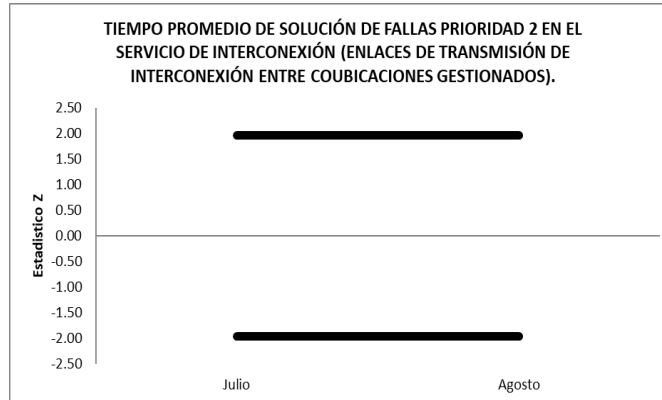 TIEMPO PROMEDIO DE SOLUCIÓN DE FALLAS PRIORIDAD 2 EN EL
SERVICIO DE INTERCONEXIÓN (ENLACES DE TRANSMISIÓN DE
INTERCONEXIÓN ENTRE COUBICACIONES GESTIONADOS).
Estadistico Z
2.50
2.00
1.50
1.00
0.50
0.00
-0.50
-1.00
-1.50
-2.00
-2.50
Julio Agosto